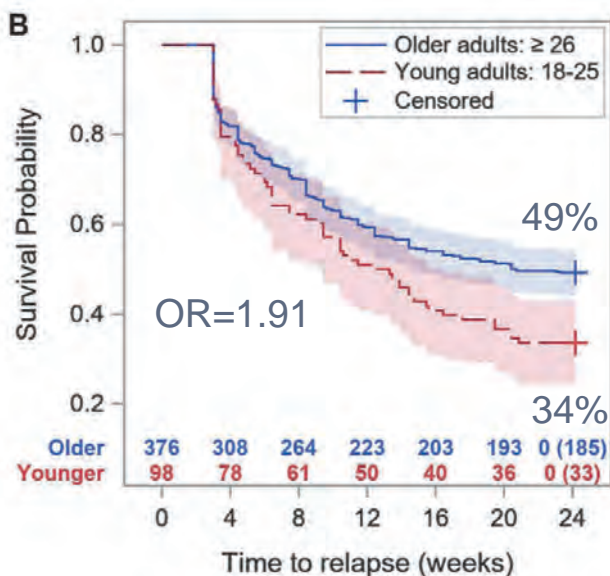 B
Older adults: ≥ 26
Young adults: 18-25
Censored
1.0
0.8
0.6
0.4
0.2
Survival Probability
49%
OR=1.91
34%
Older 376 308 264 223 203 193 0 (185)
Younger 98 78 61 50 40 36 0 (33)
0 4 8 12 16 20 24
Time to relapse (weeks)